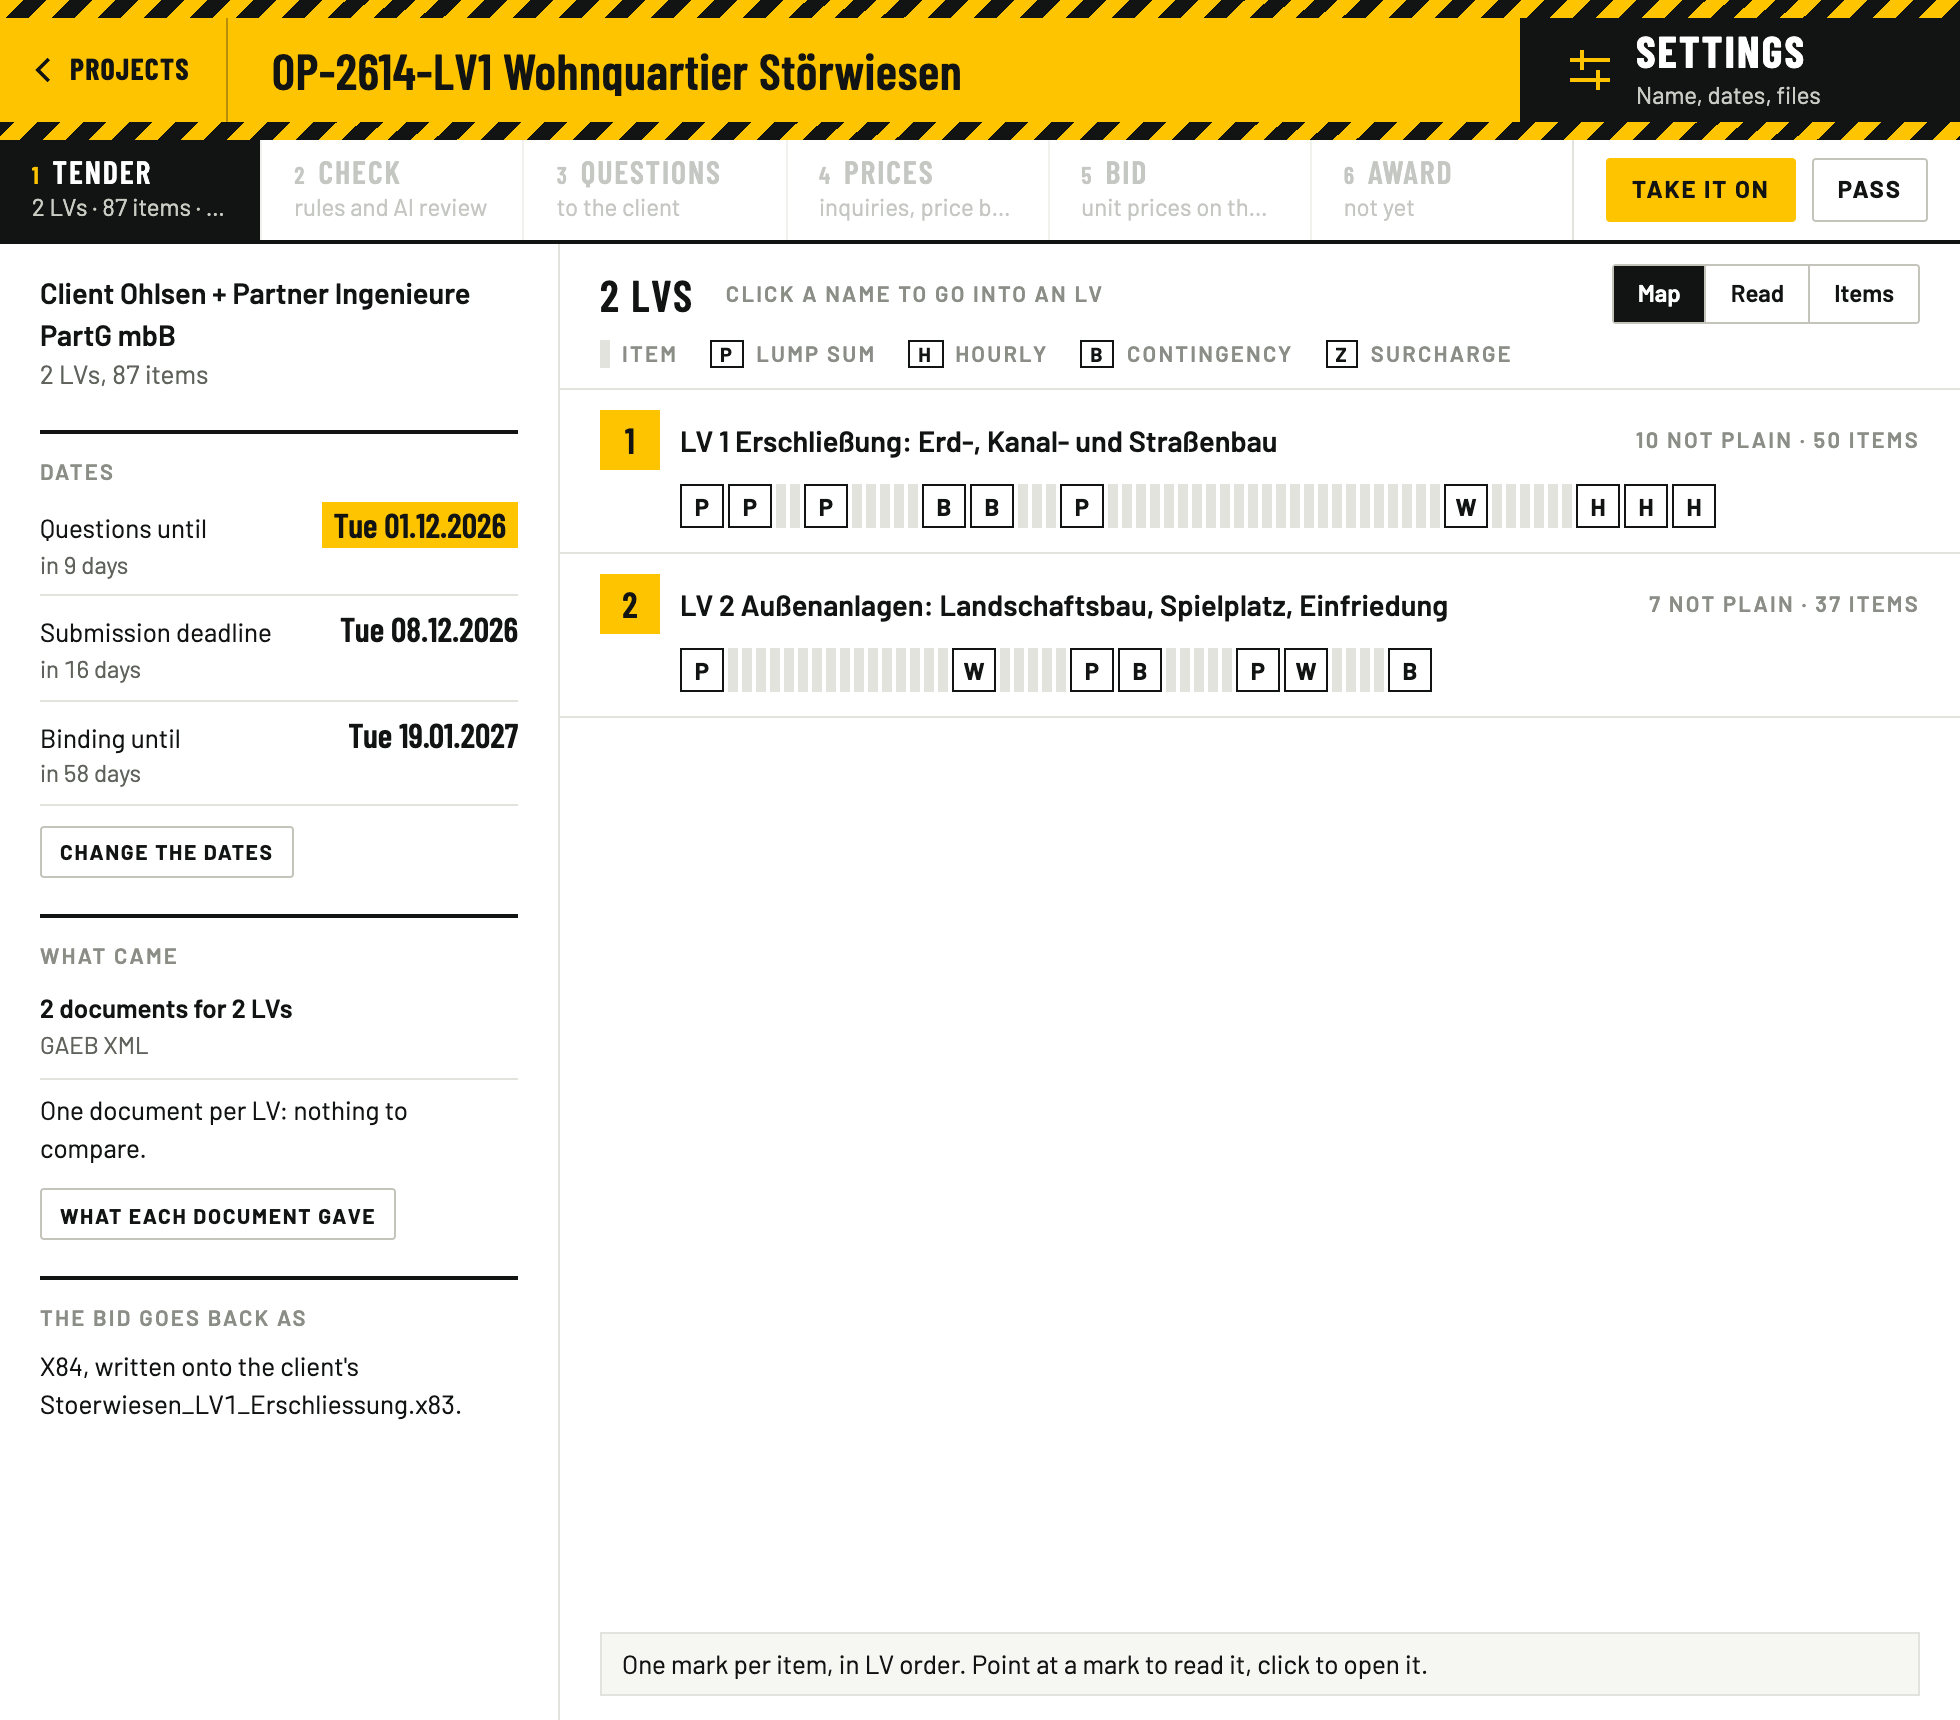 PROJECTS
OP-2614-LV1 Wohnquartier Störwiesen
SETTINGS
Name, dates, files
1 TENDER
2 LVs · 87 items · ...
2 CHECK
rules and AI review
3 QUESTIONS
to the client
4 PRICES
inquiries, price b...
5 BID
unit prices on th...
6 AWARD
not yet
TAKE IT ON
PASS
Client Ohlsen + Partner Ingenieure
PartG mbB
2 LVs, 87 items
DATES
Questions until
Tue 01.12.2026
in 9 days
Submission deadline
Tue 08.12.2026
in 16 days
Binding until
Tue 19.01.2027
in 58 days
CHANGE THE DATES
WHAT CAME
2 documents for 2 LVs
GAEB XML
One document per LV: nothing to
compare.
WHAT EACH DOCUMENT GAVE
THE BID GOES BACK AS
X84, written onto the client's
Stoerwiesen_LV1_Erschliessung.x83.
2 LVS
CLICK A NAME TO GO INTO AN LV
Map Read Items
ITEM P LUMP SUM H HOURLY B CONTINGENCY Z SURCHARGE
1 LV 1 Erschließung: Erd-, Kanal- und Straßenbau
10 NOT PLAIN · 50 ITEMS
P P P B B P W H H H
2 LV 2 Außenanlagen: Landschaftsbau, Spielplatz, Einfriedung
7 NOT PLAIN · 37 ITEMS
P W P B P W B
One mark per item, in LV order. Point at a mark to read it, click to open it.